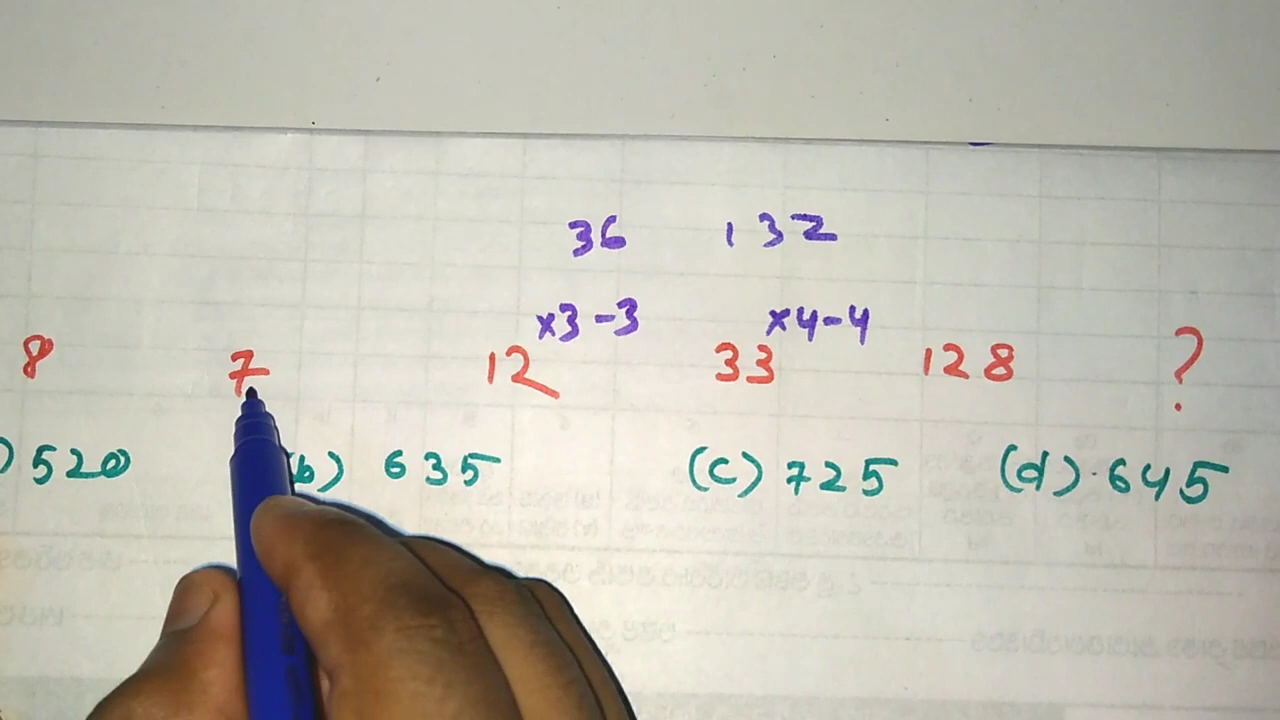 36 132
×3-3 ×4-4
8 7 12 33 128 ?
) 520 (b) 635 (c) 725 (d) 645